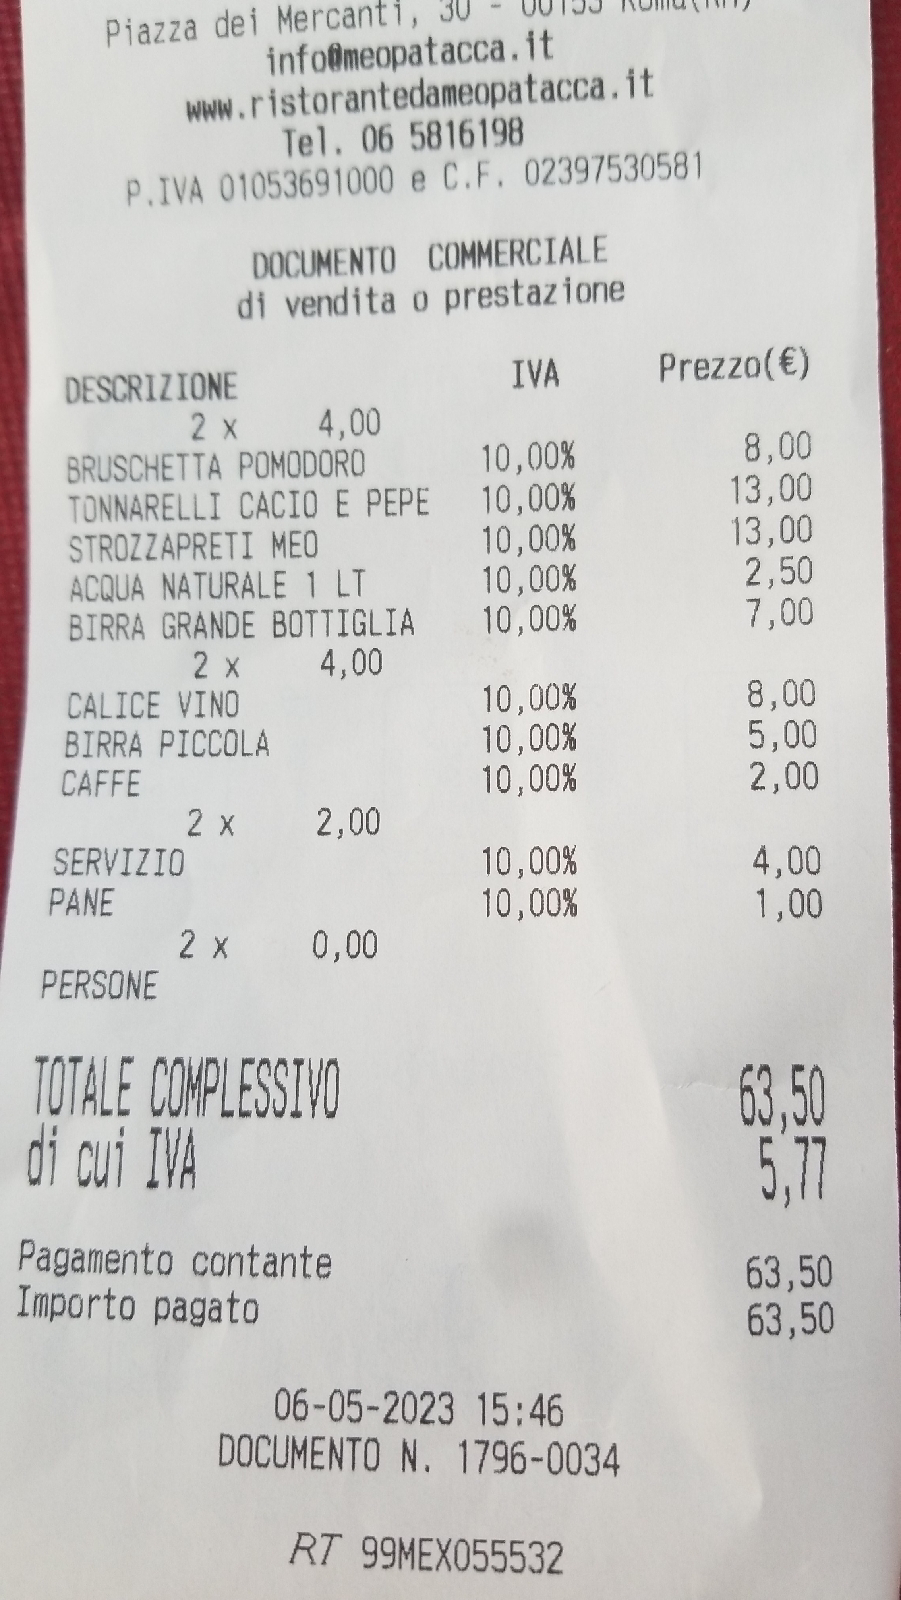 Piazza dei Mercanti, 30 - 00153 Roma(RM)
info@meopatacca.it
www.ristorantedameopatacca.it
Tel. 06 5816198
P.IVA 01053691000 e C.F. 02397530581
DOCUMENTO COMMERCIALE
di vendita o prestazione
DESCRIZIONE IVA Prezzo(€)
2 x 4,00
BRUSCHETTA POMODORO 10,00% 8,00
TONNARELLI CACIO E PEPE 10,00% 13,00
STROZZAPRETI MEO 10,00% 13,00
ACQUA NATURALE 1 LT 10,00% 2,50
BIRRA GRANDE BOTTIGLIA 10,00% 7,00
2 x 4,00
CALICE VINO 10,00% 8,00
BIRRA PICCOLA 10,00% 5,00
CAFFE 10,00% 2,00
2 x 2,00
SERVIZIO 10,00% 4,00
PANE 10,00% 1,00
2 x 0,00
PERSONE
TOTALE COMPLESSIVO 63,50
di cui IVA 5,77
Pagamento contante 63,50
Importo pagato 63,50
06-05-2023 15:46
DOCUMENTO N. 1796-0034
RT 99MEX055532